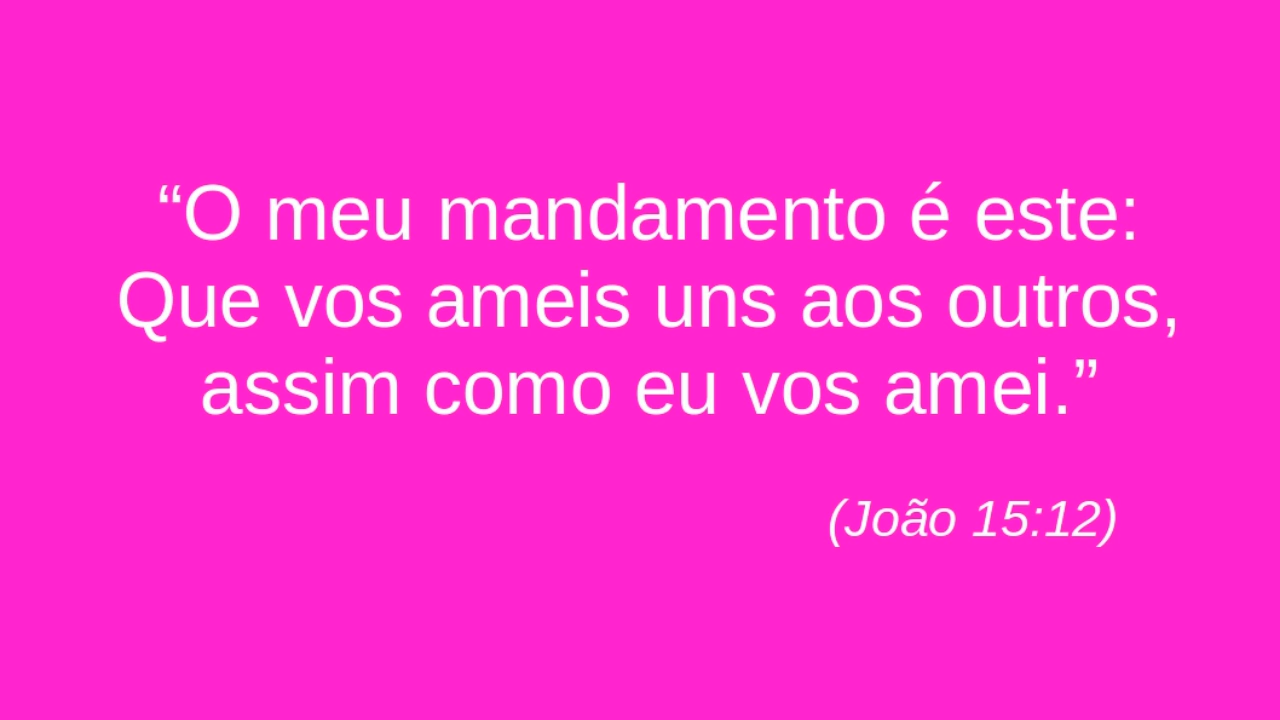 “O meu mandamento é este:
Que vos ameis uns aos outros,
assim como eu vos amei.”
(João 15:12)